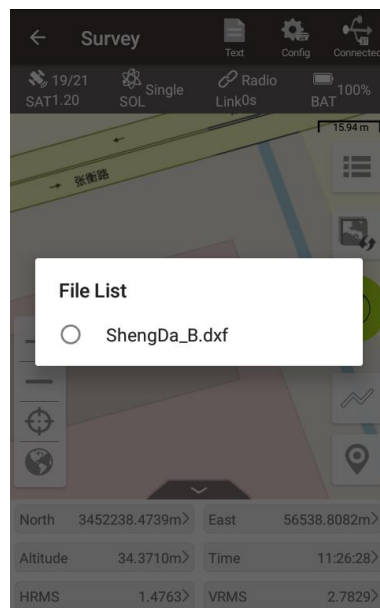 Survey
Text
Config
Connected
19/21
SAT1.20
Single
SOL
Radio
Link0s
100%
BAT
15.94 m
张衡路
File List
ShengDa_B.dxf
North 3452238.4739m>
East 56538.8082m>
Altitude 34.3710m>
Time 11:26:28>
HRMS 1.4763>
VRMS 2.7829>